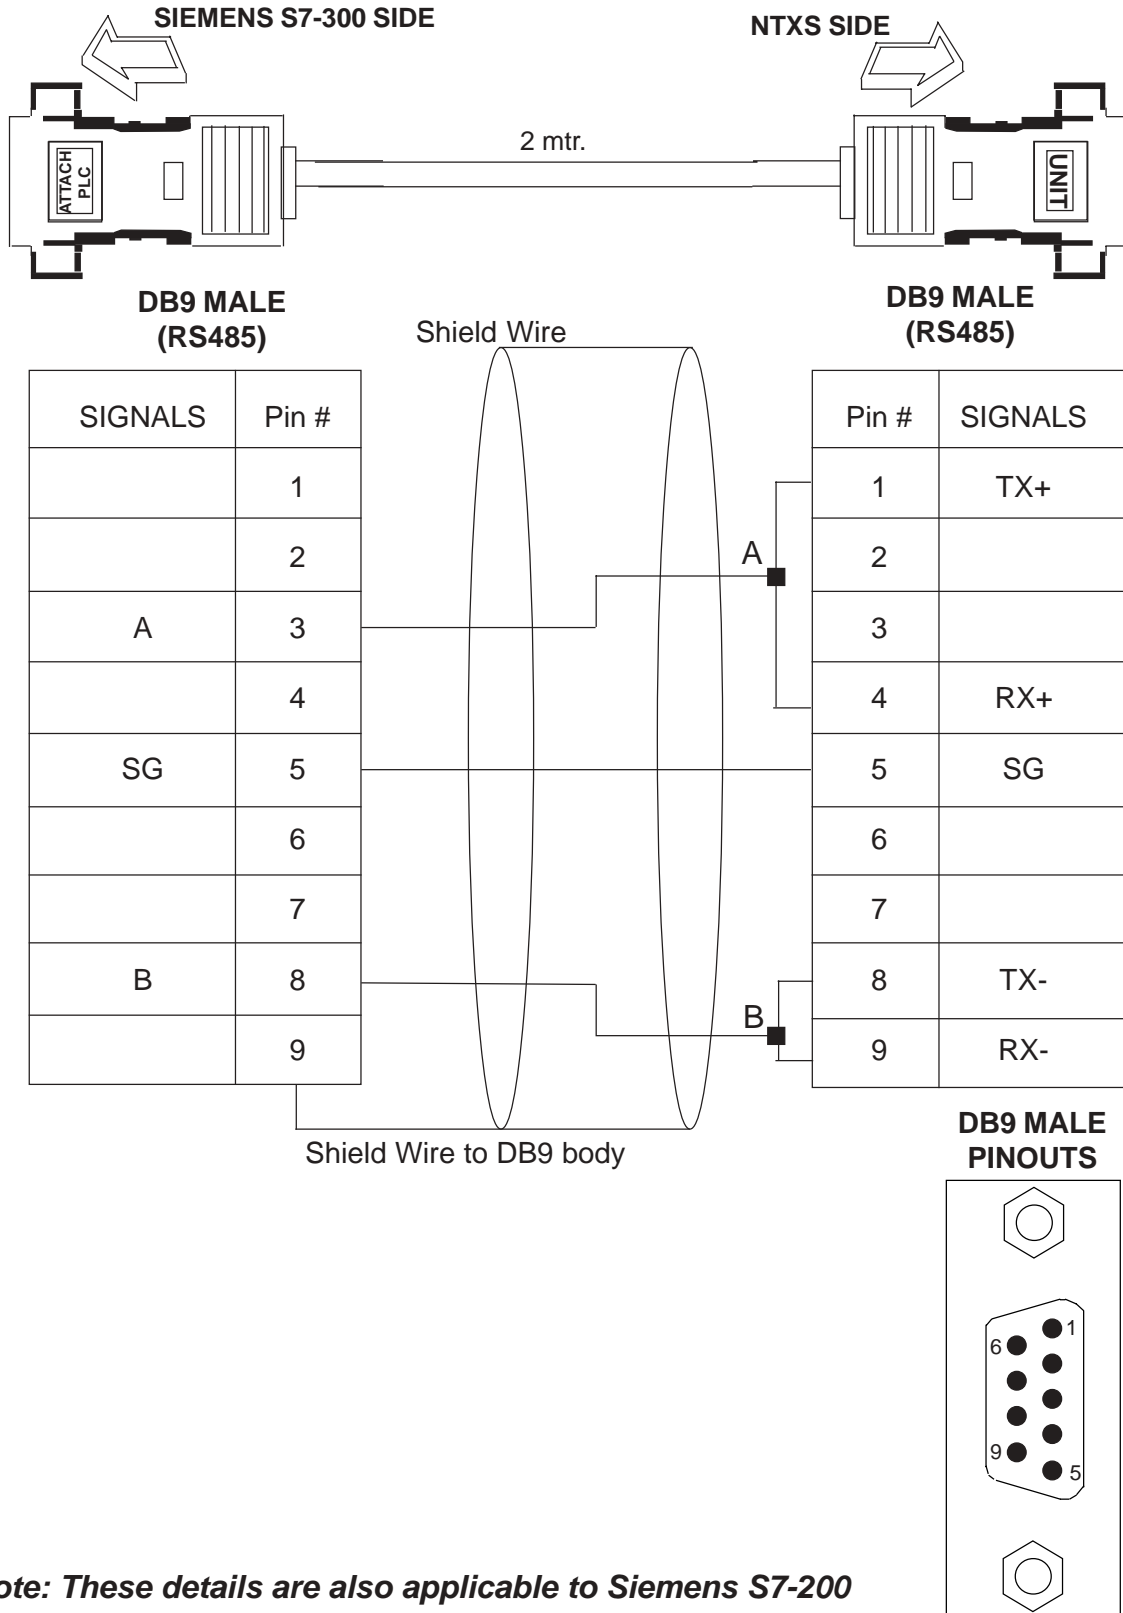 SIEMENS S7-300 SIDE
NTXS SIDE
2 mtr.
ATTACH
PLC
UNIT
DB9 MALE
(RS485)
DB9 MALE
(RS485)
Shield Wire
SIGNALS Pin #
1
2
A 3
4
SG 5
6
7
B 8
9
A
B
Pin # SIGNALS
1 TX+
2
3
4 RX+
5 SG
6
7
8 TX-
9 RX-
Shield Wire to DB9 body
DB9 MALE
PINOUTS
1
6
9
5
ote: These details are also applicable to Siemens S7-200